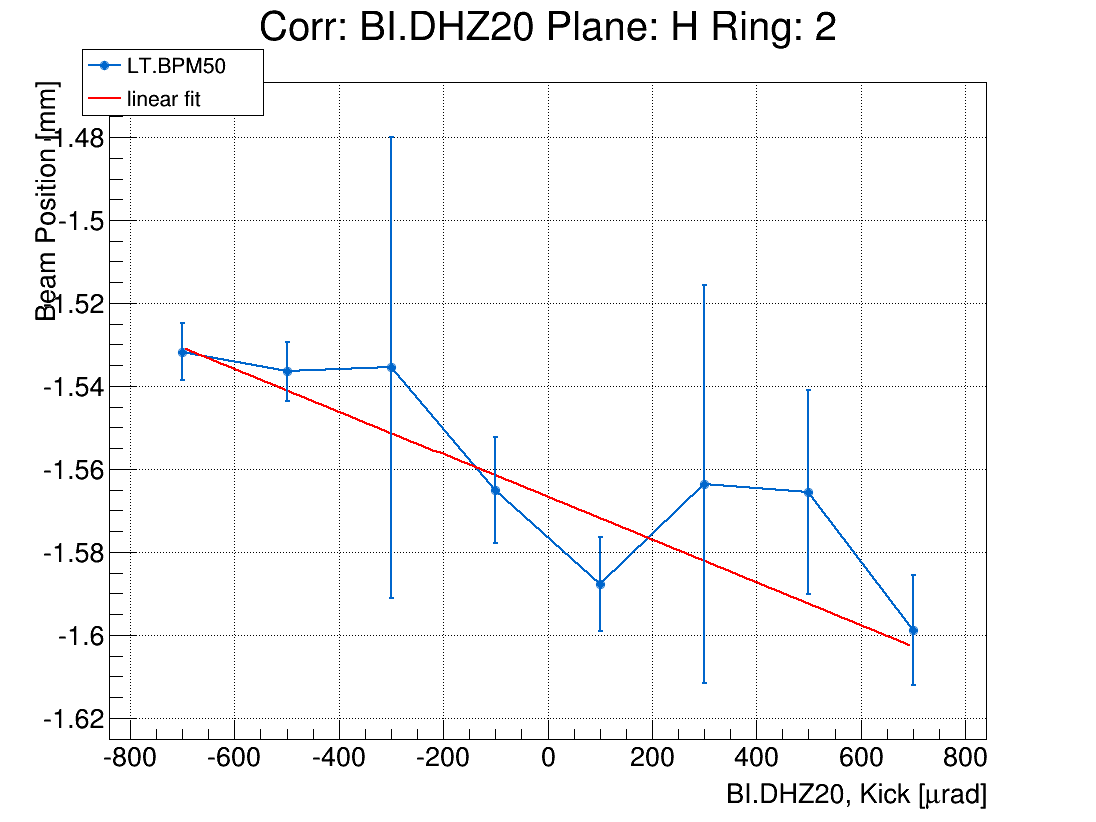 Corr: BI.DHZ20 Plane: H Ring: 2
LT.BPM50
linear fit
Beam Position [mm]
-1.48
-1.5
-1.52
-1.54
-1.56
-1.58
-1.6
-1.62
-800 -600 -400 -200 0 200 400 600 800
BI.DHZ20, Kick [μrad]